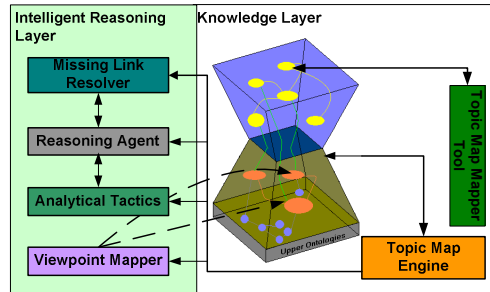 Intelligent Reasoning
Layer
Knowledge Layer
Missing Link
Resolver
Reasoning Agent
Analytical Tactics
Viewpoint Mapper
Upper Ontologies
Topic Map Mapper
Tool
Topic Map
Engine